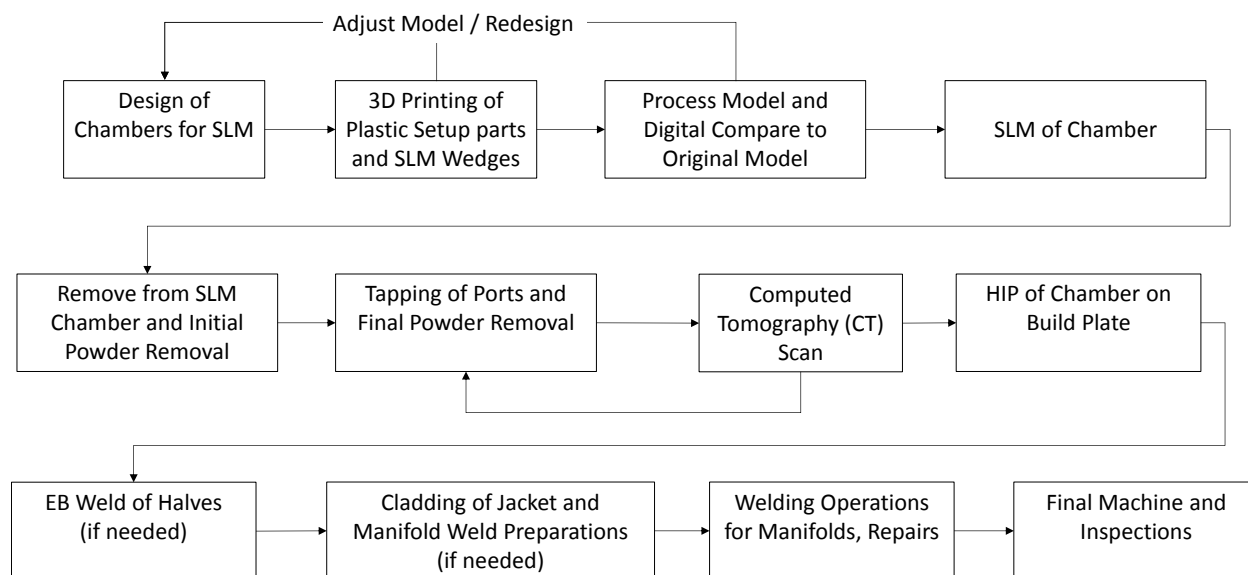 Adjust Model / Redesign
Design of
Chambers for SLM
3D Printing of
Plastic Setup parts
and SLM Wedges
Process Model and
Digital Compare to
Original Model
SLM of Chamber
Remove from SLM
Chamber and Initial
Powder Removal
Tapping of Ports and
Final Powder Removal
Computed
Tomography (CT)
Scan
HIP of Chamber on
Build Plate
EB Weld of Halves
(if needed)
Cladding of Jacket and
Manifold Weld Preparations
(if needed)
Welding Operations
for Manifolds, Repairs
Final Machine and
Inspections